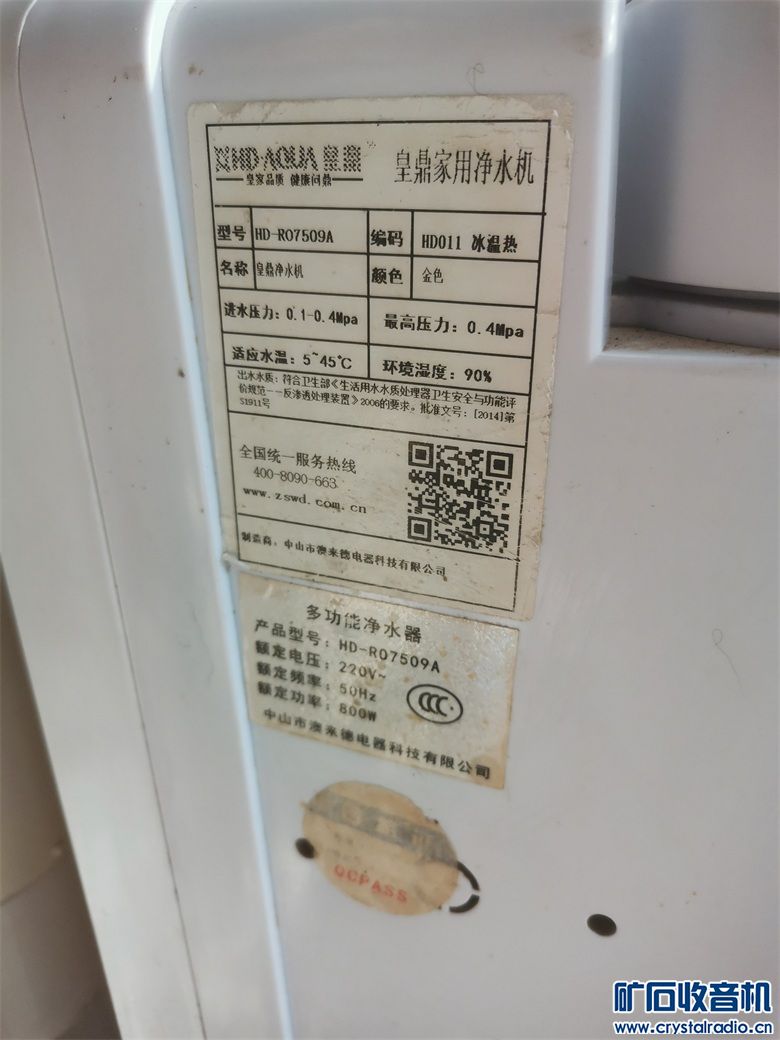 HD-AQUA 皇鼎
皇家品质 健康问鼎
皇鼎家用净水机
型号 HD-RO7509A 编码 HD011 冰温热
名称 皇鼎净水机 颜色 金色
进水压力: 0.1-0.4Mpa 最高压力: 0.4Mpa
适应水温: 5~45℃ 环境湿度: 90%
出水水质: 符合卫生部《生活用水水质处理器卫生安全与功能评
价规范--反渗透处理装置》2006的要求。批准文号: [2014]第
S1911号
全国统一服务热线
400-8090-663
www.zswd.com.cn
制造商: 中山市澳来德电器科技有限公司
多功能净水器
产品型号: HD-RO7509A
额定电压: 220V~
额定频率: 50Hz
额定功率: 800W
CCC
中山市澳来德电器科技有限公司
QCPASS
矿石收音机
www.crystalradio.cn